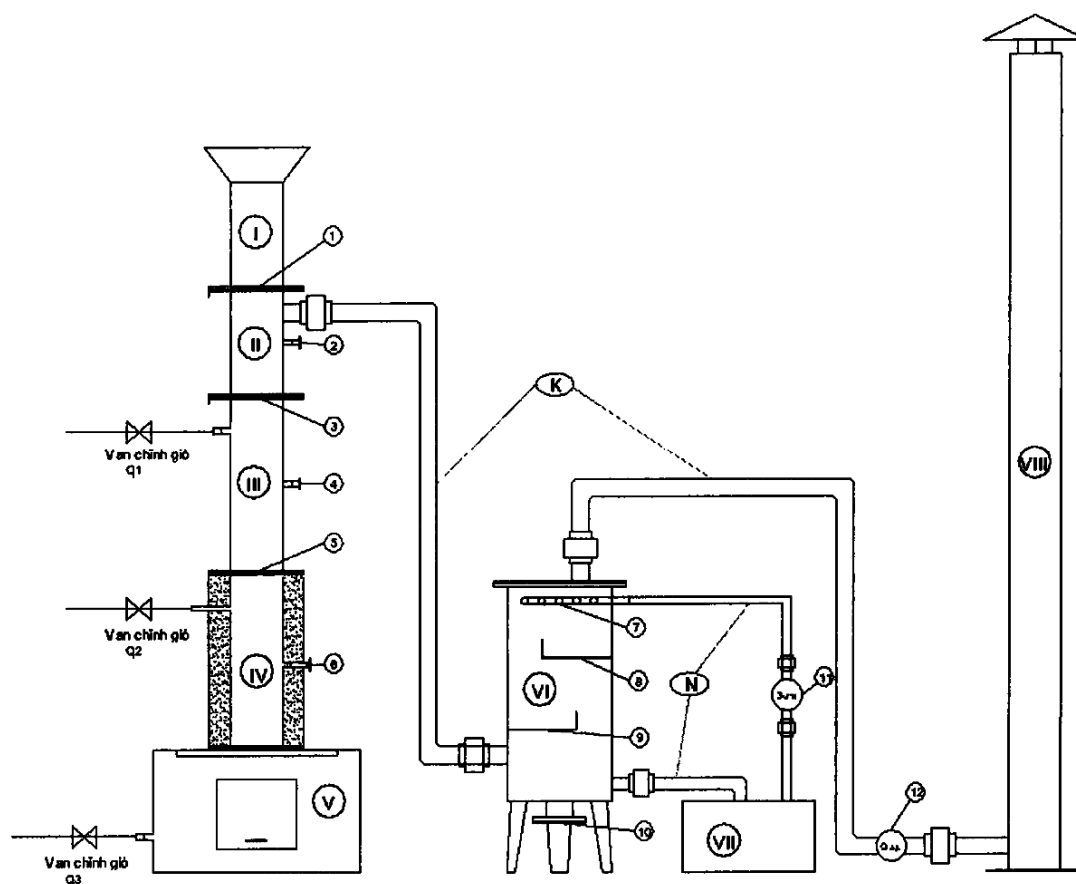 I
1
II
2
K
3
Van chỉnh gió
Q1
VIII
III
4
5
7
Van chỉnh gió
Q2
8
6
IV
VI
N
11
9
V
12
10
VII
Van chỉnh gió
Q3